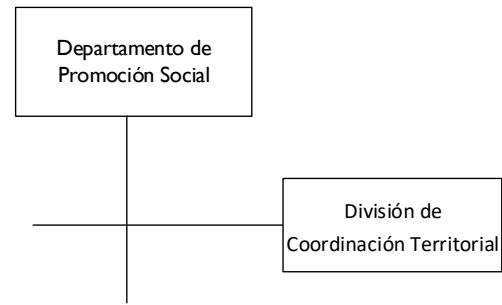 Departamento de
Promoción Social
División de
Coordinación Territorial